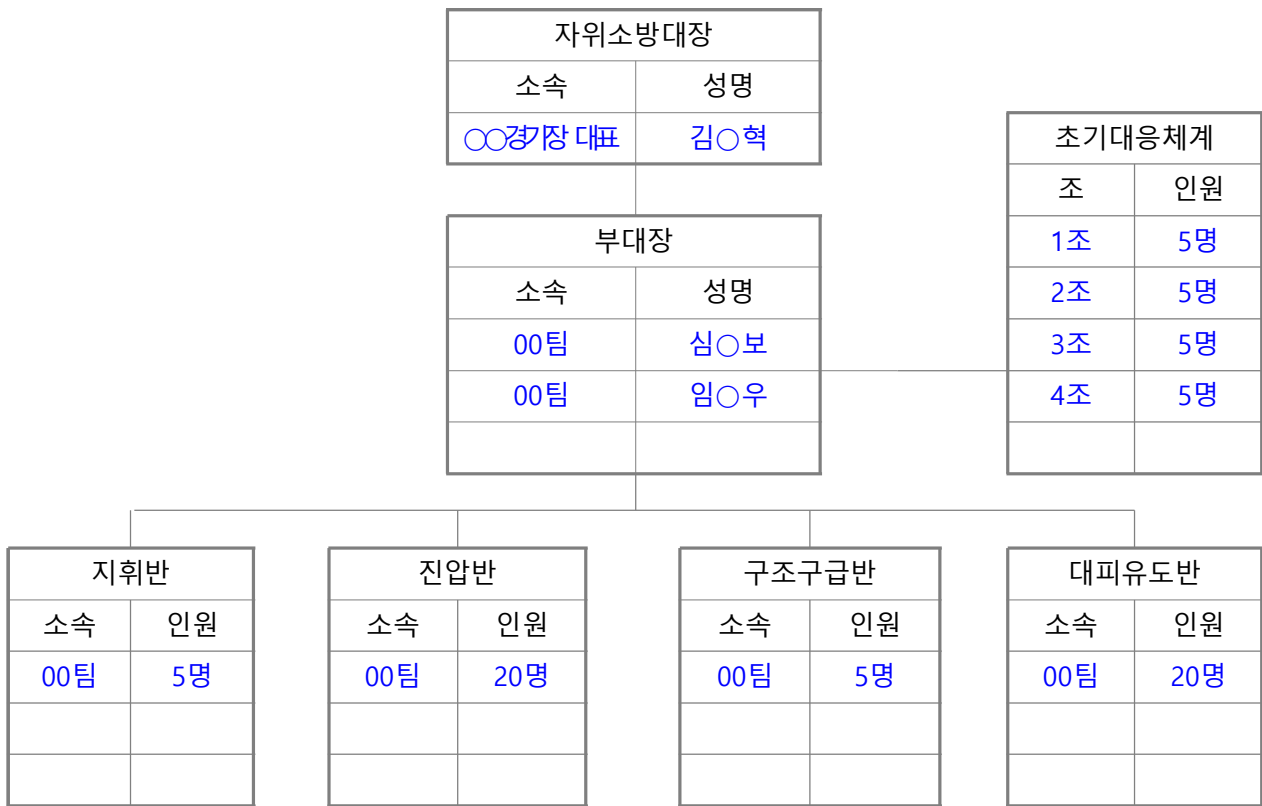 자위소방대장
소속 성명
○○경기장 대표 김○혁
초기대응체계
조 인원
1조 5명
2조 5명
3조 5명
4조 5명
부대장
소속 성명
00팀 심○보
00팀 임○우
지휘반
소속 인원
00팀 5명
진압반
소속 인원
00팀 20명
구조구급반
소속 인원
00팀 5명
대피유도반
소속 인원
00팀 20명